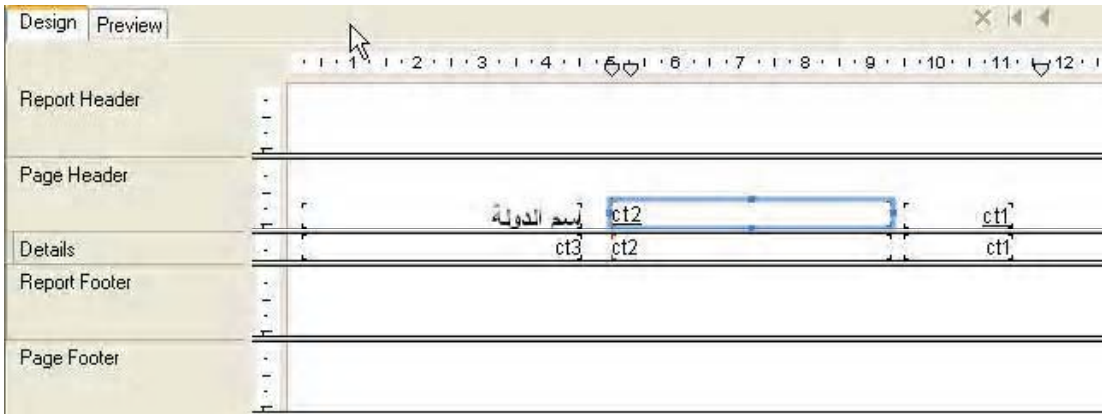 Design Preview
1 2 3 4 5 6 7 8 9 10 11 12
Report Header
Page Header
اسم الدولة ct2 ct1
Details ct3 ct2 ct1
Report Footer
Page Footer